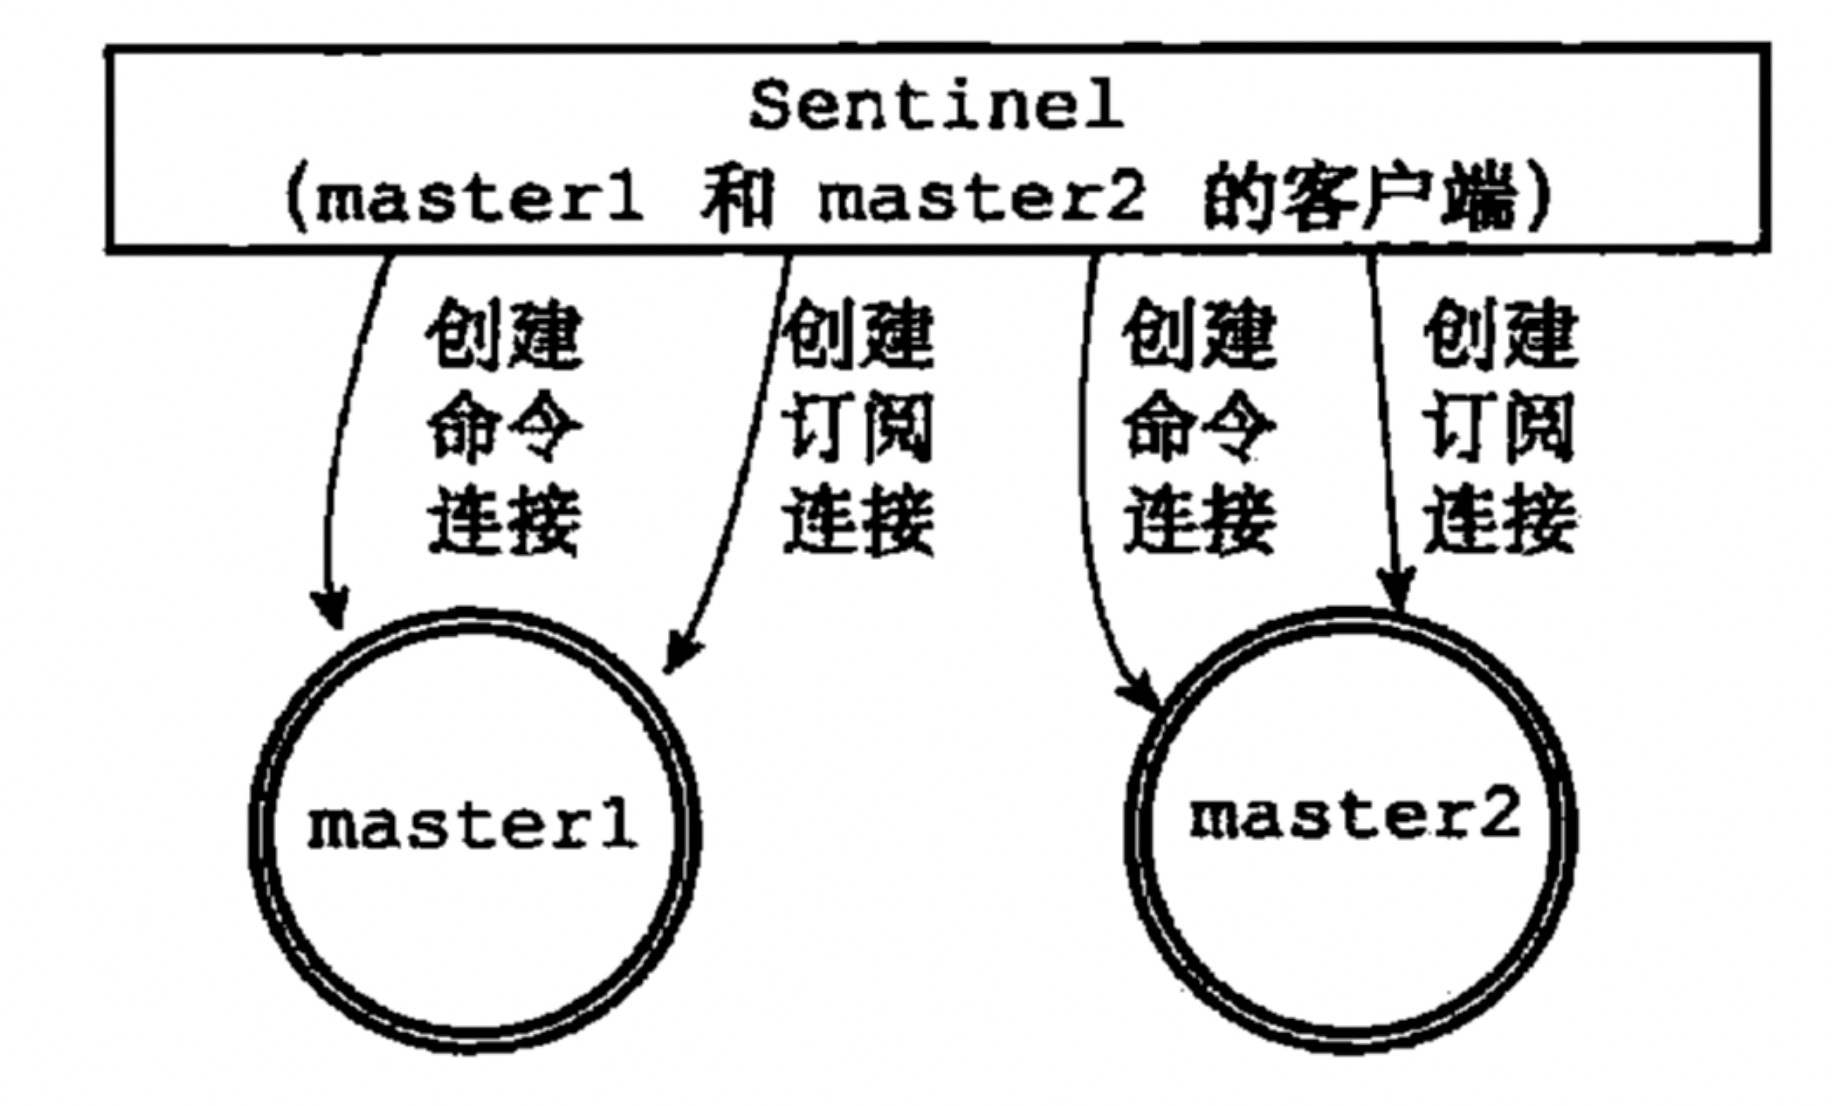 Sentinel
(master1 和 master2 的客户端)
创建
命令
连接
创建
订阅
连接
创建
命令
连接
创建
订阅
连接
master1
master2